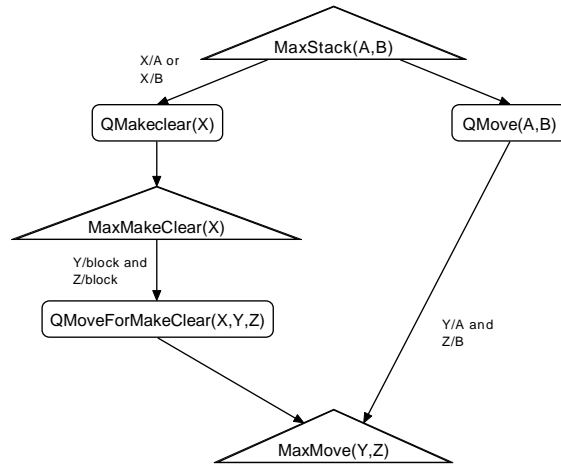 MaxStack(A,B)
X/A or
X/B
QMakeclear(X)
QMove(A,B)
MaxMakeClear(X)
Y/block and
Z/block
QMoveForMakeClear(X,Y,Z)
Y/A and
Z/B
MaxMove(Y,Z)